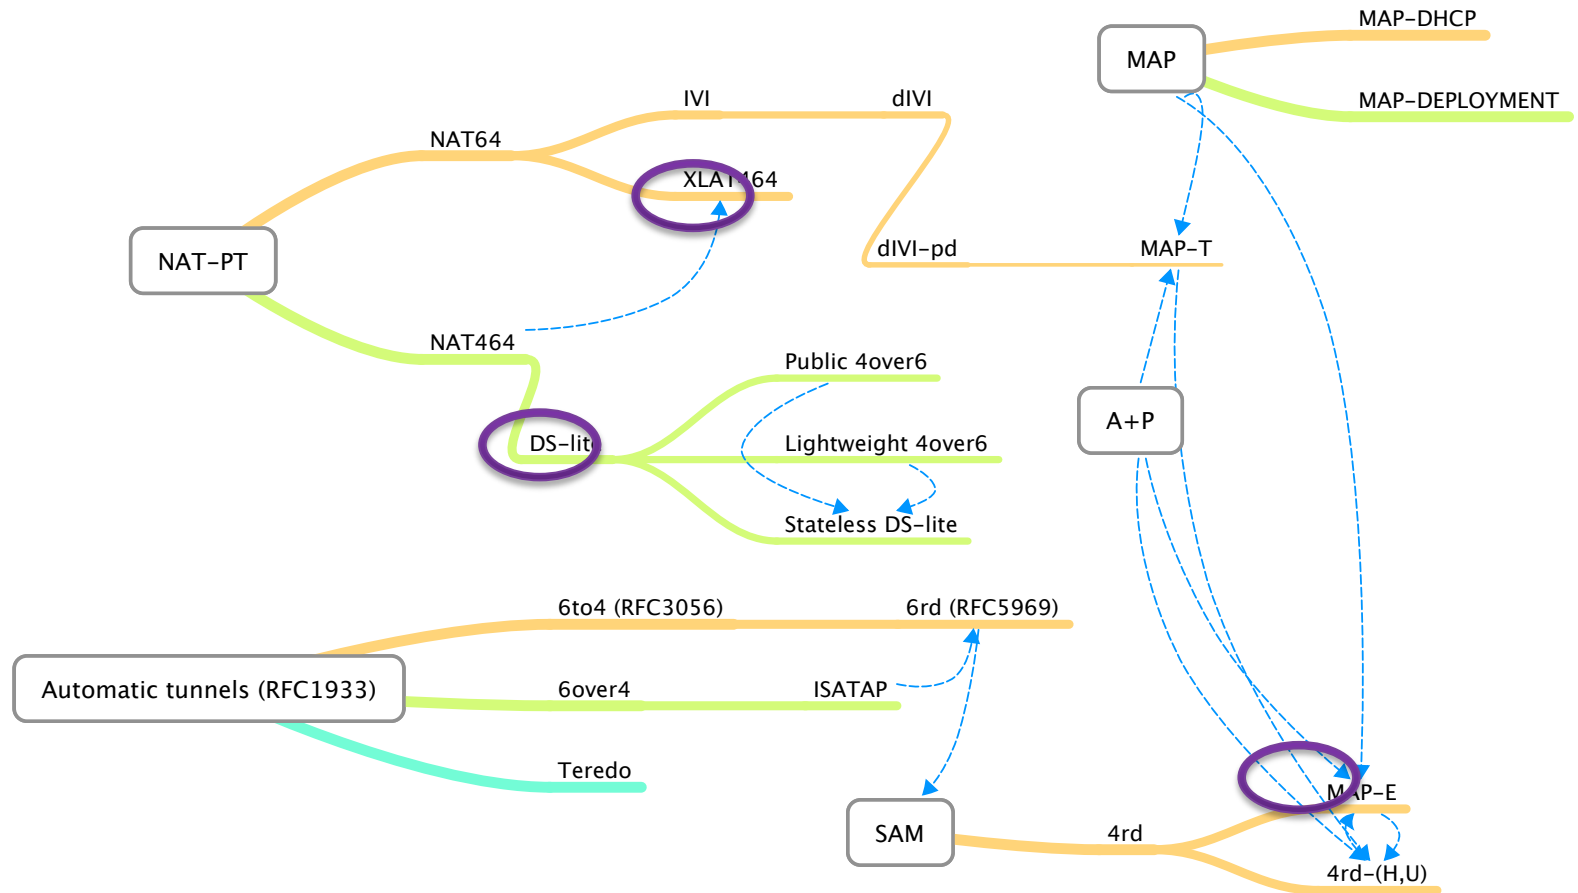 MAP-DHCP
MAP
MAP-DEPLOYMENT
IVI
dIVI
NAT64
XLAT464
NAT-PT
dIVI-pd
MAP-T
NAT464
Public 4over6
A+P
DS-lite
Lightweight 4over6
Stateless DS-lite
6to4 (RFC3056)
6rd (RFC5969)
Automatic tunnels (RFC1933)
6over4
ISATAP
Teredo
MAP-E
SAM
4rd
4rd-(H,U)